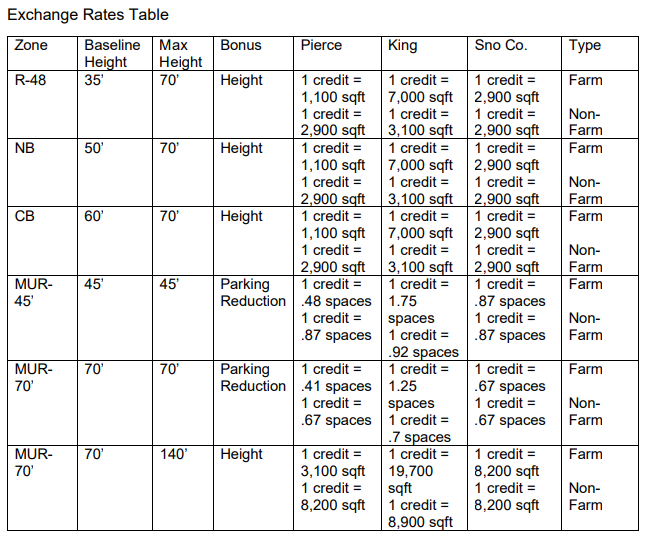 Exchange Rates Table
Zone Baseline Height Max Height Bonus Pierce King Sno Co. Type
R-48 35’ 70’ Height 1 credit = 1,100 sqft 1 credit = 2,900 sqft 1 credit = 7,000 sqft 1 credit = 3,100 sqft 1 credit = 2,900 sqft 1 credit = 2,900 sqft Farm Non-Farm
NB 50’ 70’ Height 1 credit = 1,100 sqft 1 credit = 2,900 sqft 1 credit = 7,000 sqft 1 credit = 3,100 sqft 1 credit = 2,900 sqft 1 credit = 2,900 sqft Farm Non-Farm
CB 60’ 70’ Height 1 credit = 1,100 sqft 1 credit = 2,900 sqft 1 credit = 7,000 sqft 1 credit = 3,100 sqft 1 credit = 2,900 sqft 1 credit = 2,900 sqft Farm Non-Farm
MUR-45’ 45’ 45’ Parking Reduction 1 credit = .48 spaces 1 credit = .87 spaces 1 credit = 1.75 spaces 1 credit = .92 spaces 1 credit = .87 spaces 1 credit = .87 spaces Farm Non-Farm
MUR-70’ 70’ 70’ Parking Reduction 1 credit = .41 spaces 1 credit = .67 spaces 1 credit = 1.25 spaces 1 credit = .7 spaces 1 credit = .67 spaces 1 credit = .67 spaces Farm Non-Farm
MUR-70’ 70’ 140’ Height 1 credit = 3,100 sqft 1 credit = 8,200 sqft 1 credit = 19,700 sqft 1 credit = 8,900 sqft 1 credit = 8,200 sqft 1 credit = 8,200 sqft Farm Non-Farm